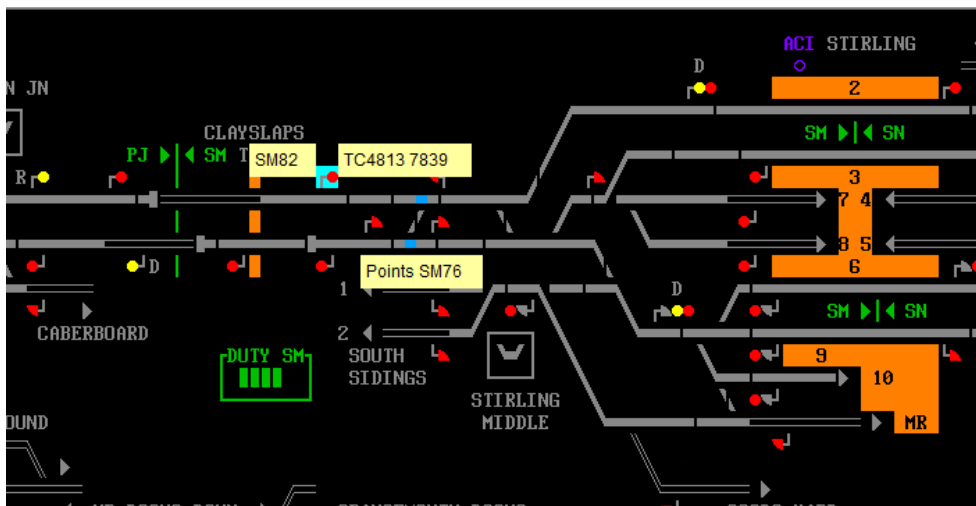 ACI STIRLING
D
2
N JN
CLAYSLAPS
SM ▶|◀ SN
PJ ▶ ◀ SM T
SM82
TC4813 7839
R
3
7 4
8 5
D
Points SM76
6
1
D
CABERBOARD
2
SM ▶|◀ SN
DUTY SM
SOUTH
SIDINGS
9
10
STIRLING
MIDDLE
OUND
MR